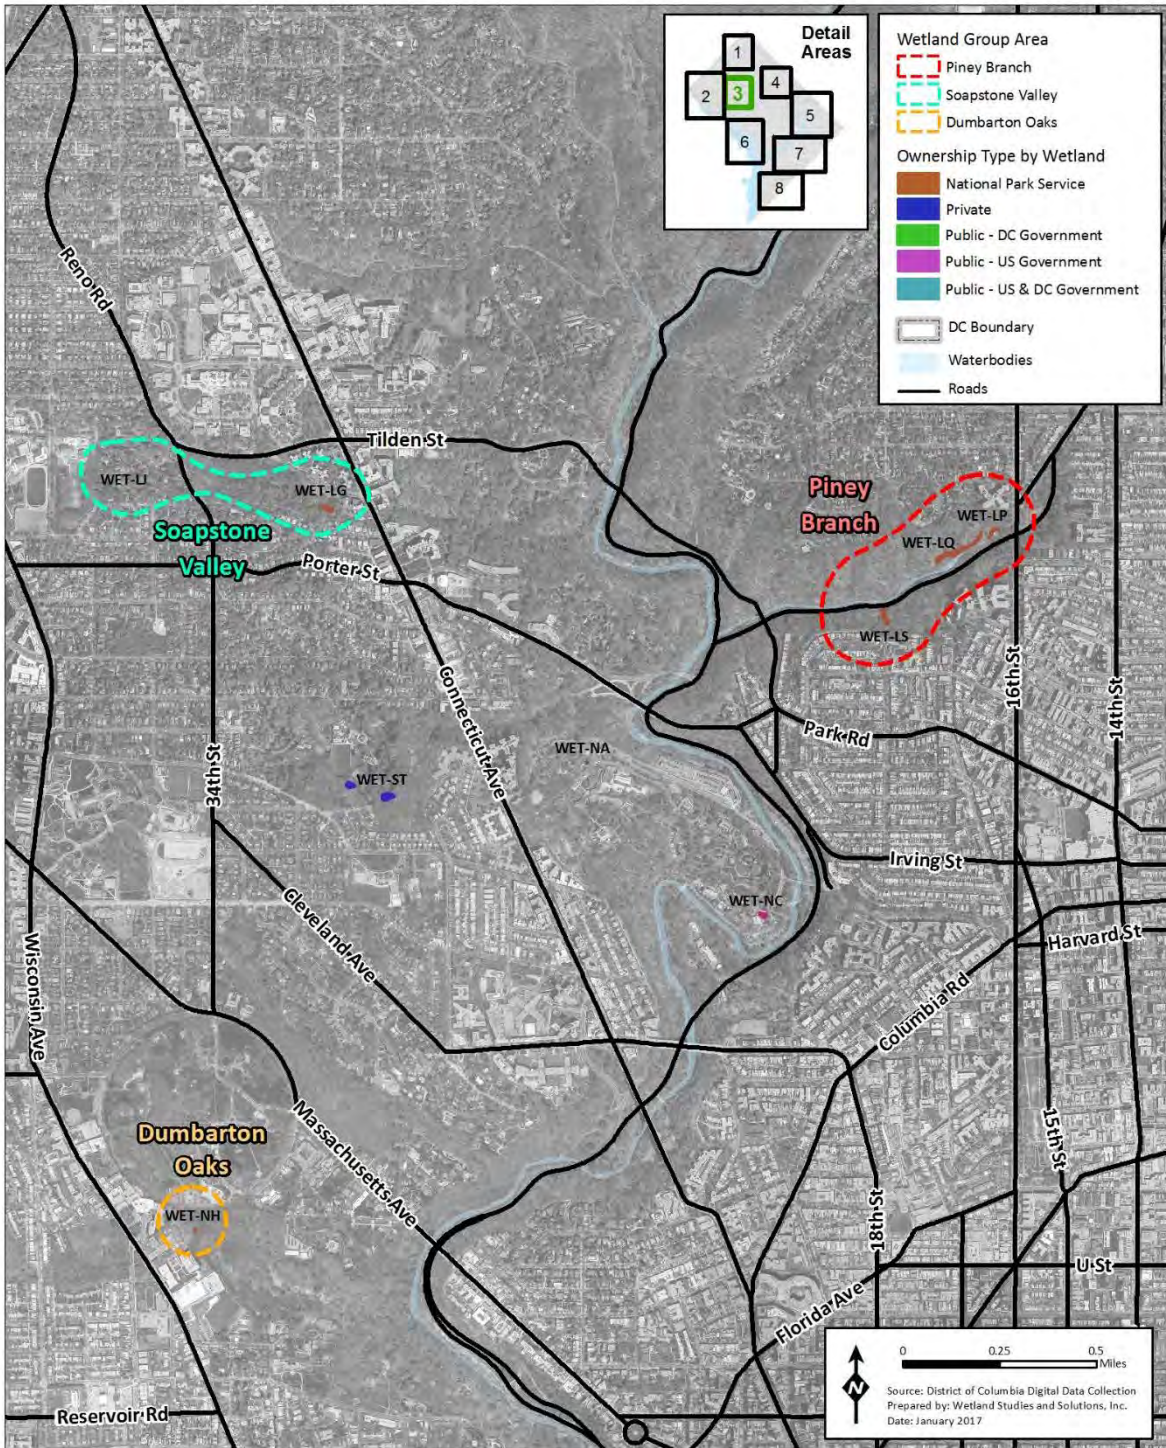 Detail
Areas
1
2
3
4
5
6
7
8
Wetland Group Area
Piney Branch
Soapstone Valley
Dumbarton Oaks
Ownership Type by Wetland
National Park Service
Private
Public - DC Government
Public - US Government
Public - US & DC Government
DC Boundary
Waterbodies
Roads
Reno Rd
Tilden St
WET-LJ
WET-LG
Soapstone
Valley
Porter St
Piney
Branch
WET-LP
WET-LQ
WET-LS
16th St
14th St
Connecticut Ave
34th St
WET-NA
Park Rd
WET-ST
Irving St
WET-NC
Harvard St
Cleveland Ave
Columbia Rd
Wisconsin Ave
Massachusetts Ave
Dumbarton
Oaks
WET-NH
15th St
18th St
U St
Florida Ave
Reservoir Rd
0 0.25 0.5
Miles
N
Source: District of Columbia Digital Data Collection
Prepared by: Wetland Studies and Solutions, Inc.
Date: January 2017